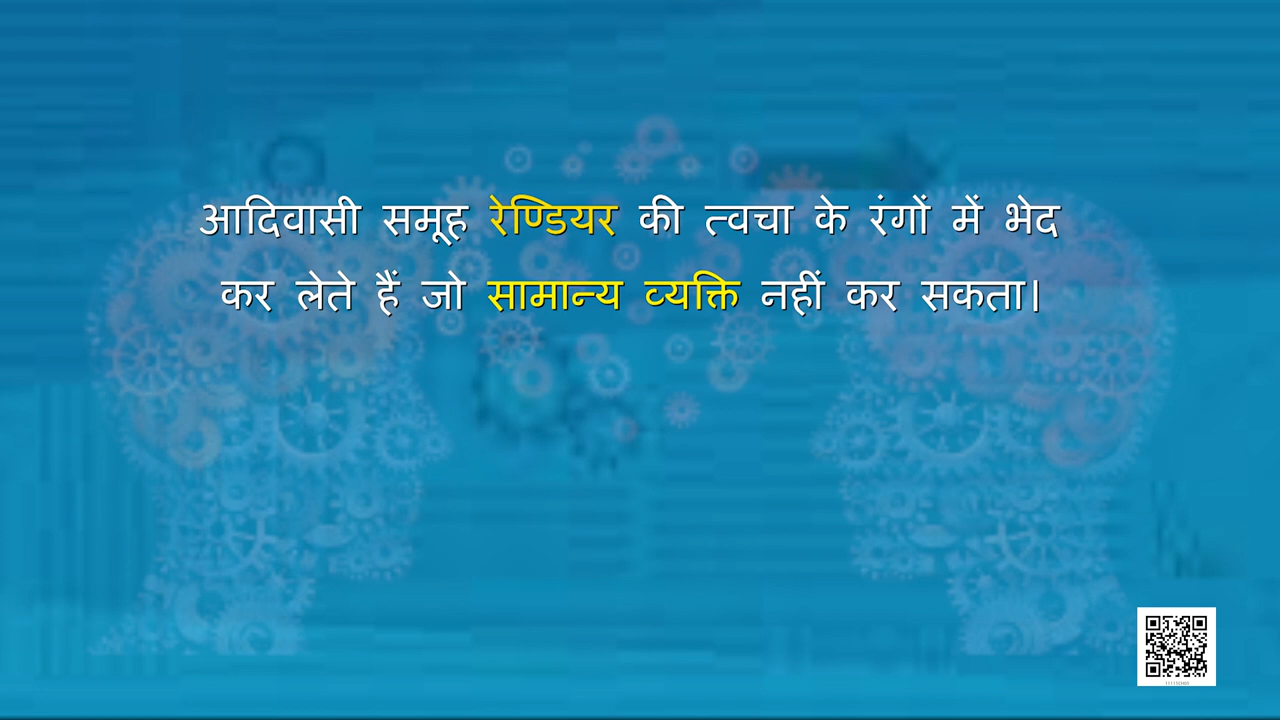 आदिवासी समूह रेण्डियर की त्वचा के रंगों में भेद
कर लेते हैं जो सामान्य व्यक्ति नहीं कर सकता।